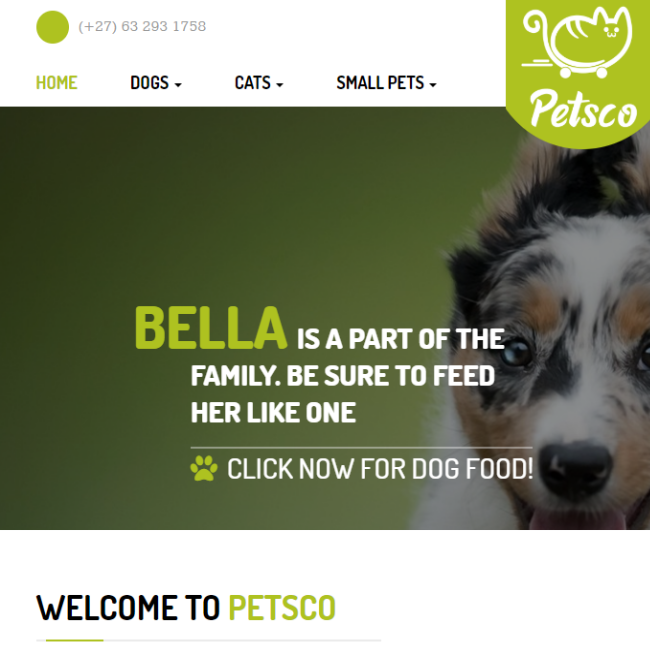 (+27) 63 293 1758
HOME DOGS CATS SMALL PETS
Petsco
BELLA IS A PART OF THE
FAMILY. BE SURE TO FEED
HER LIKE ONE
CLICK NOW FOR DOG FOOD!
WELCOME TO PETSCO